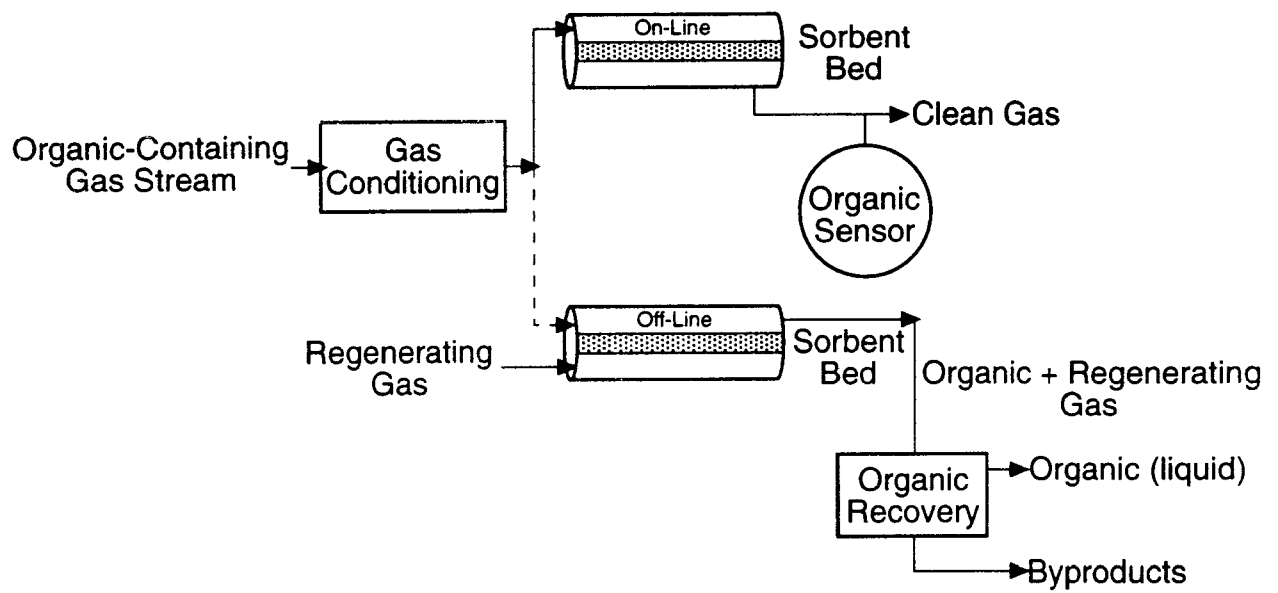 On-Line
Sorbent
Bed
Clean Gas
Organic-Containing
Gas Stream
Gas
Conditioning
Organic
Sensor
Off-Line
Sorbent
Bed
Regenerating
Gas
Organic + Regenerating
Gas
Organic
Recovery
Organic (liquid)
Byproducts